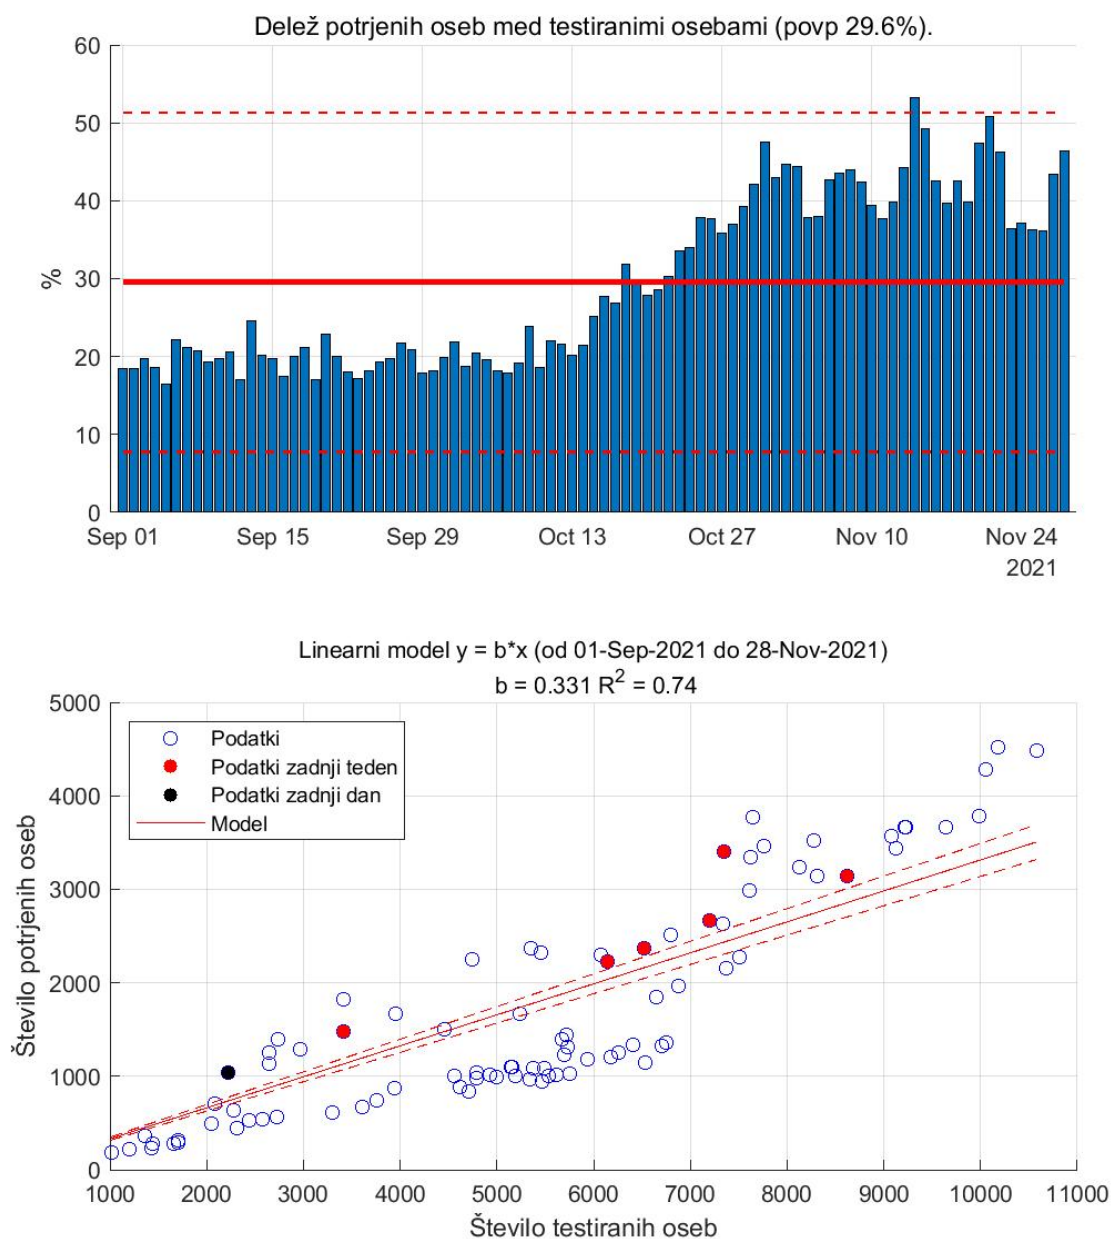 Delež potrjenih oseb med testiranimi osebami (povp 29.6%).
60
50
40
30
20
10
0
%
Sep 01 Sep 15 Sep 29 Oct 13 Oct 27 Nov 10 Nov 24
2021
Linearni model y = b*x (od 01-Sep-2021 do 28-Nov-2021)
b = 0.331 R² = 0.74
5000
4000
3000
2000
1000
0
Število potrjenih oseb
Podatki
Podatki zadnji teden
Podatki zadnji dan
Model
1000 2000 3000 4000 5000 6000 7000 8000 9000 10000 11000
Število testiranih oseb